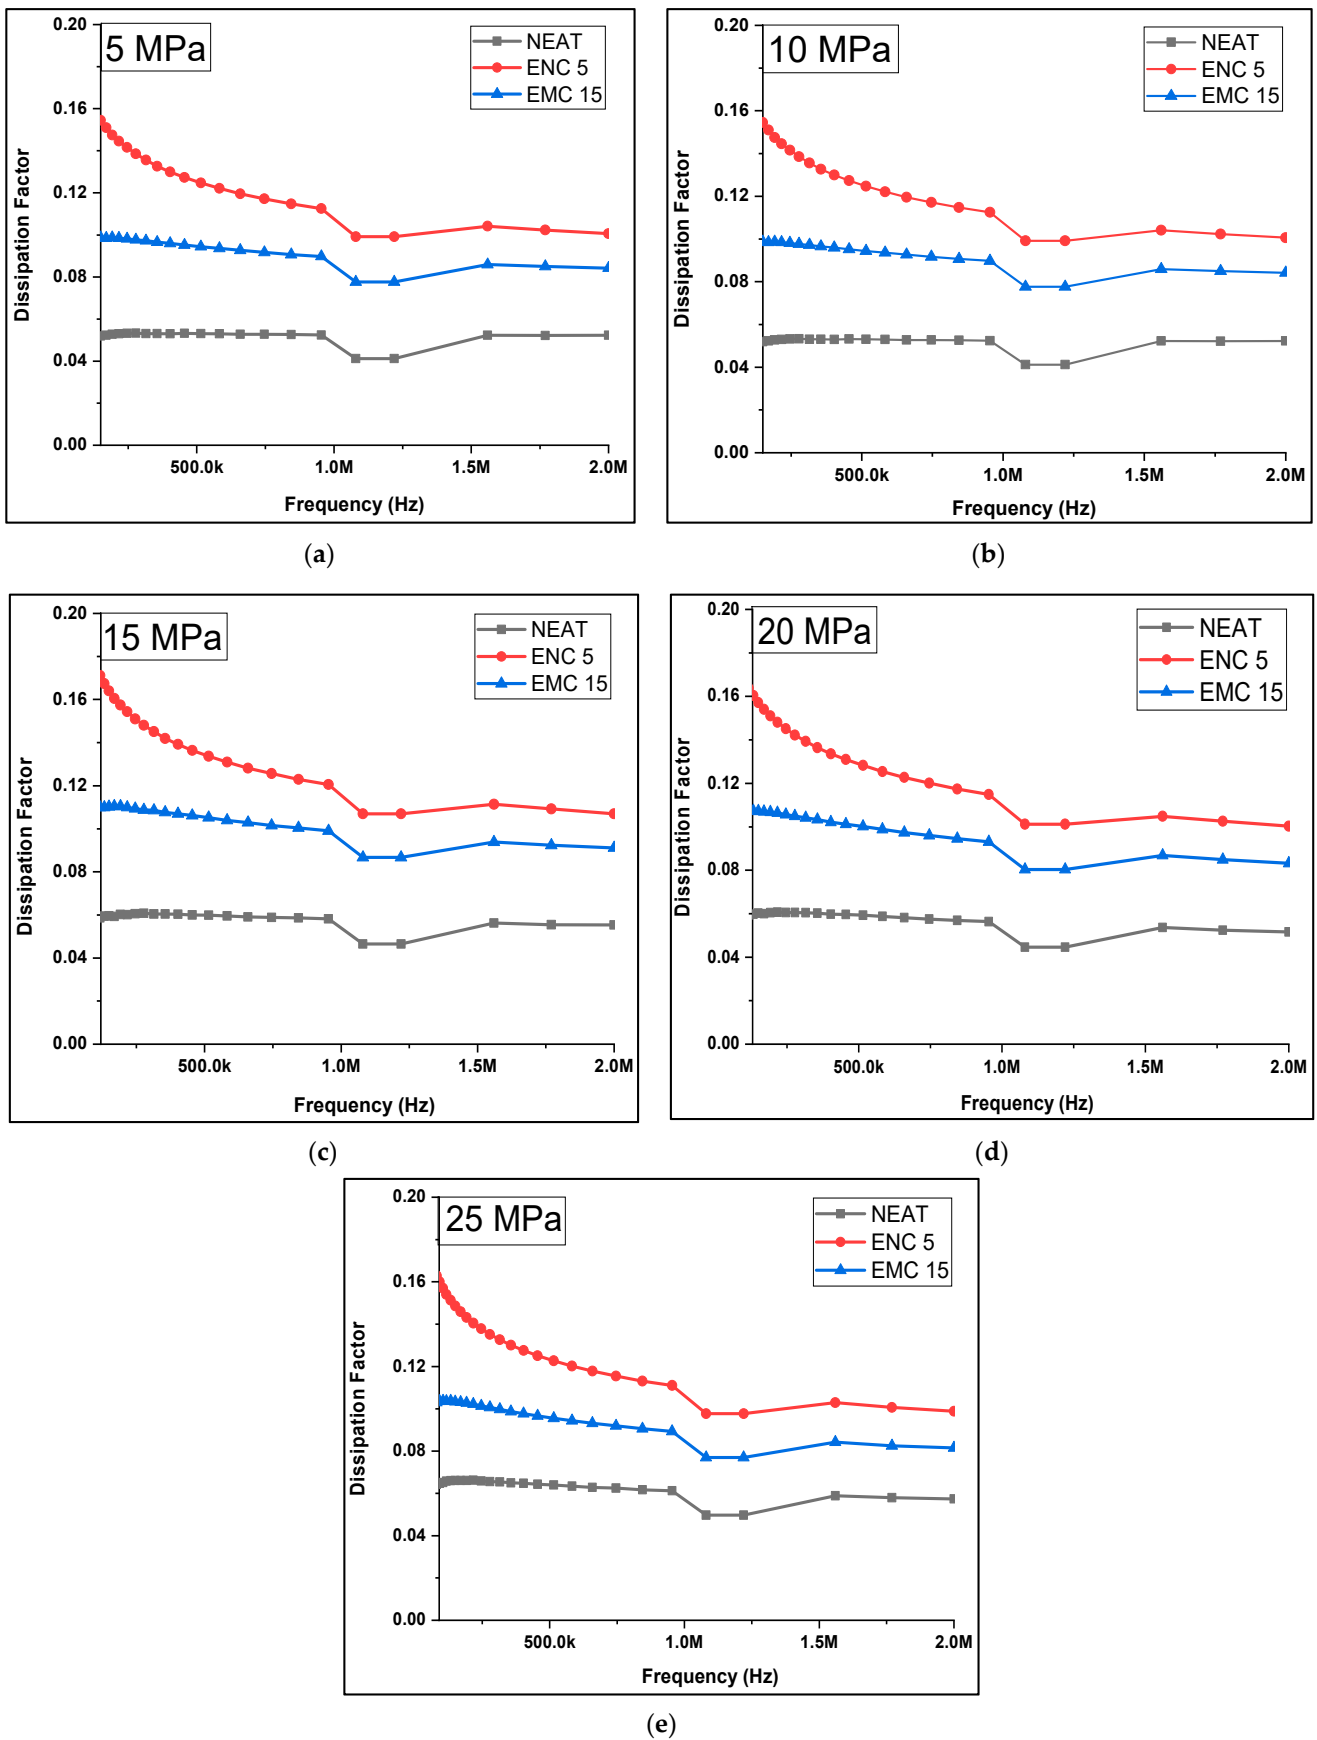 5 MPa
NEAT
ENC 5
EMC 15
0.20
0.16
0.12
0.08
0.04
0.00
Dissipation Factor
500.0k 1.0M 1.5M 2.0M
Frequency (Hz)
(a)
10 MPa
NEAT
ENC 5
EMC 15
0.20
0.16
0.12
0.08
0.04
0.00
Dissipation Factor
500.0k 1.0M 1.5M 2.0M
Frequency (Hz)
(b)
15 MPa
NEAT
ENC 5
EMC 15
0.20
0.16
0.12
0.08
0.04
0.00
Dissipation Factor
500.0k 1.0M 1.5M 2.0M
Frequency (Hz)
(c)
20 MPa
NEAT
ENC 5
EMC 15
0.20
0.16
0.12
0.08
0.04
0.00
Dissipation Factor
500.0k 1.0M 1.5M 2.0M
Frequency (Hz)
(d)
25 MPa
NEAT
ENC 5
EMC 15
0.20
0.16
0.12
0.08
0.04
0.00
Dissipation Factor
500.0k 1.0M 1.5M 2.0M
Frequency (Hz)
(e)